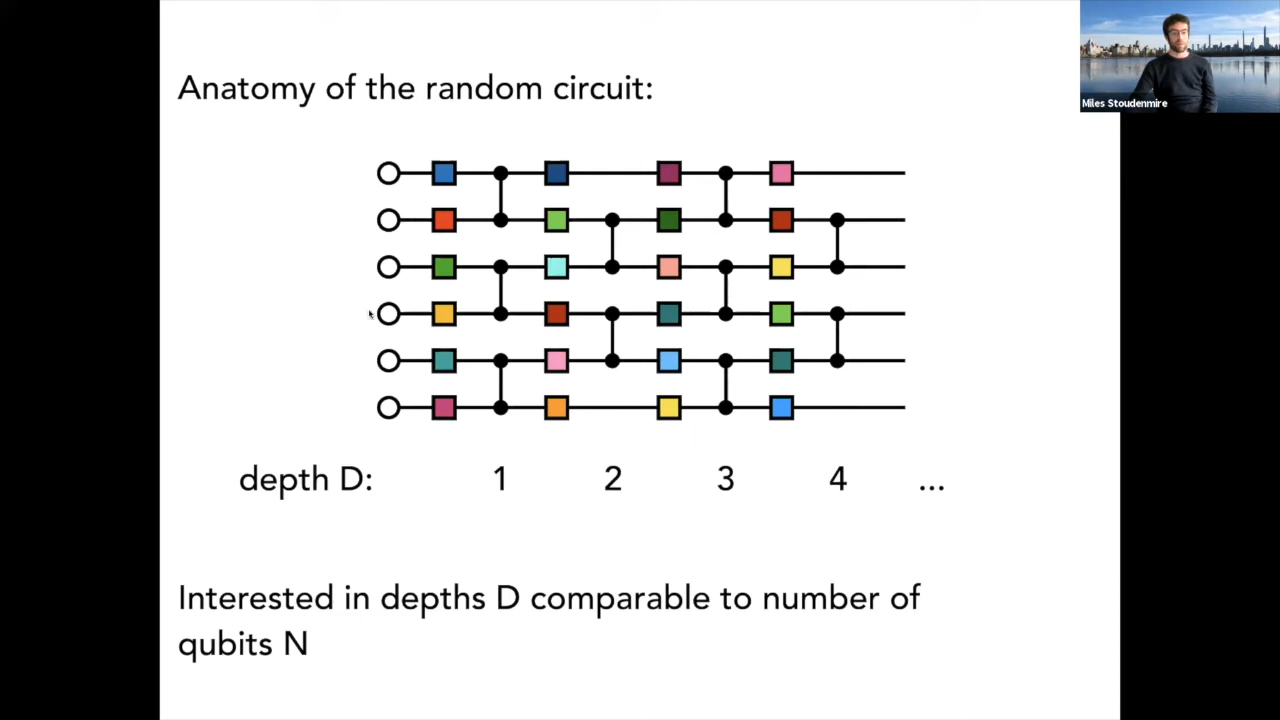 Anatomy of the random circuit:
Miles Stoudenmire
depth D: 1 2 3 4 ...
Interested in depths D comparable to number of
qubits N